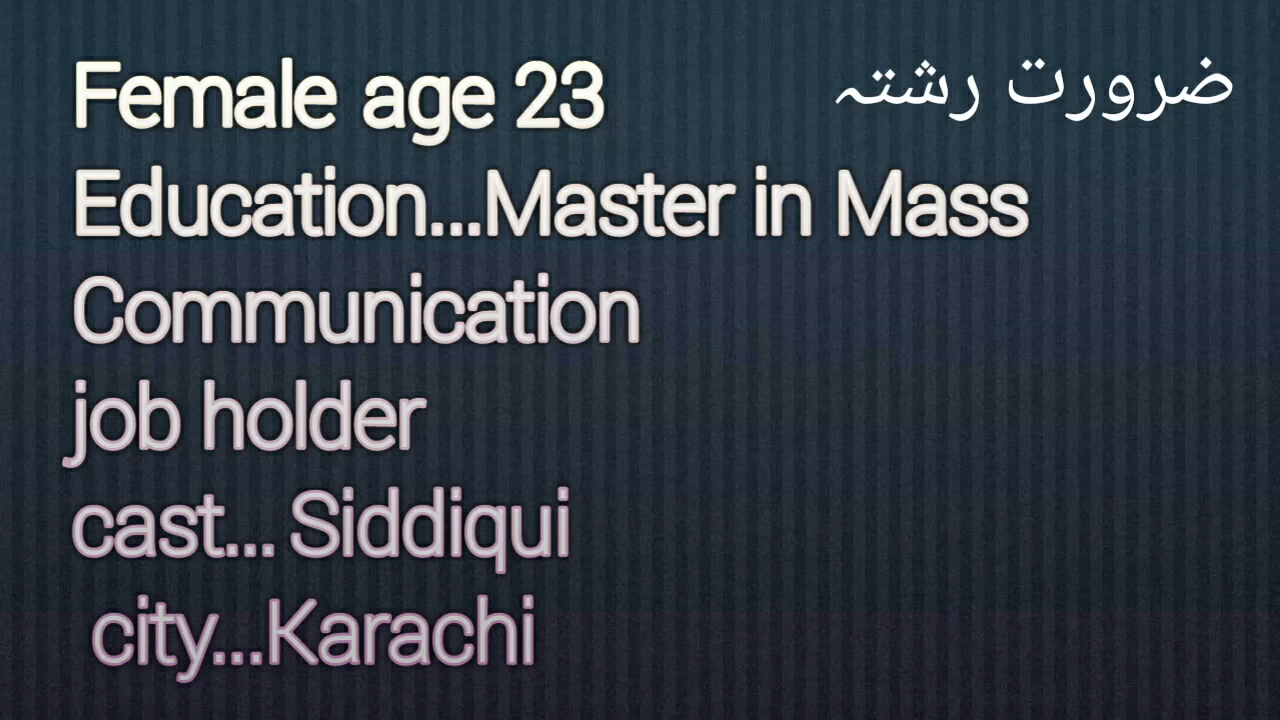 ضرورت رشتہ
Female age 23
Education...Master in Mass
Communication
job holder
cast... Siddiqui
city...Karachi